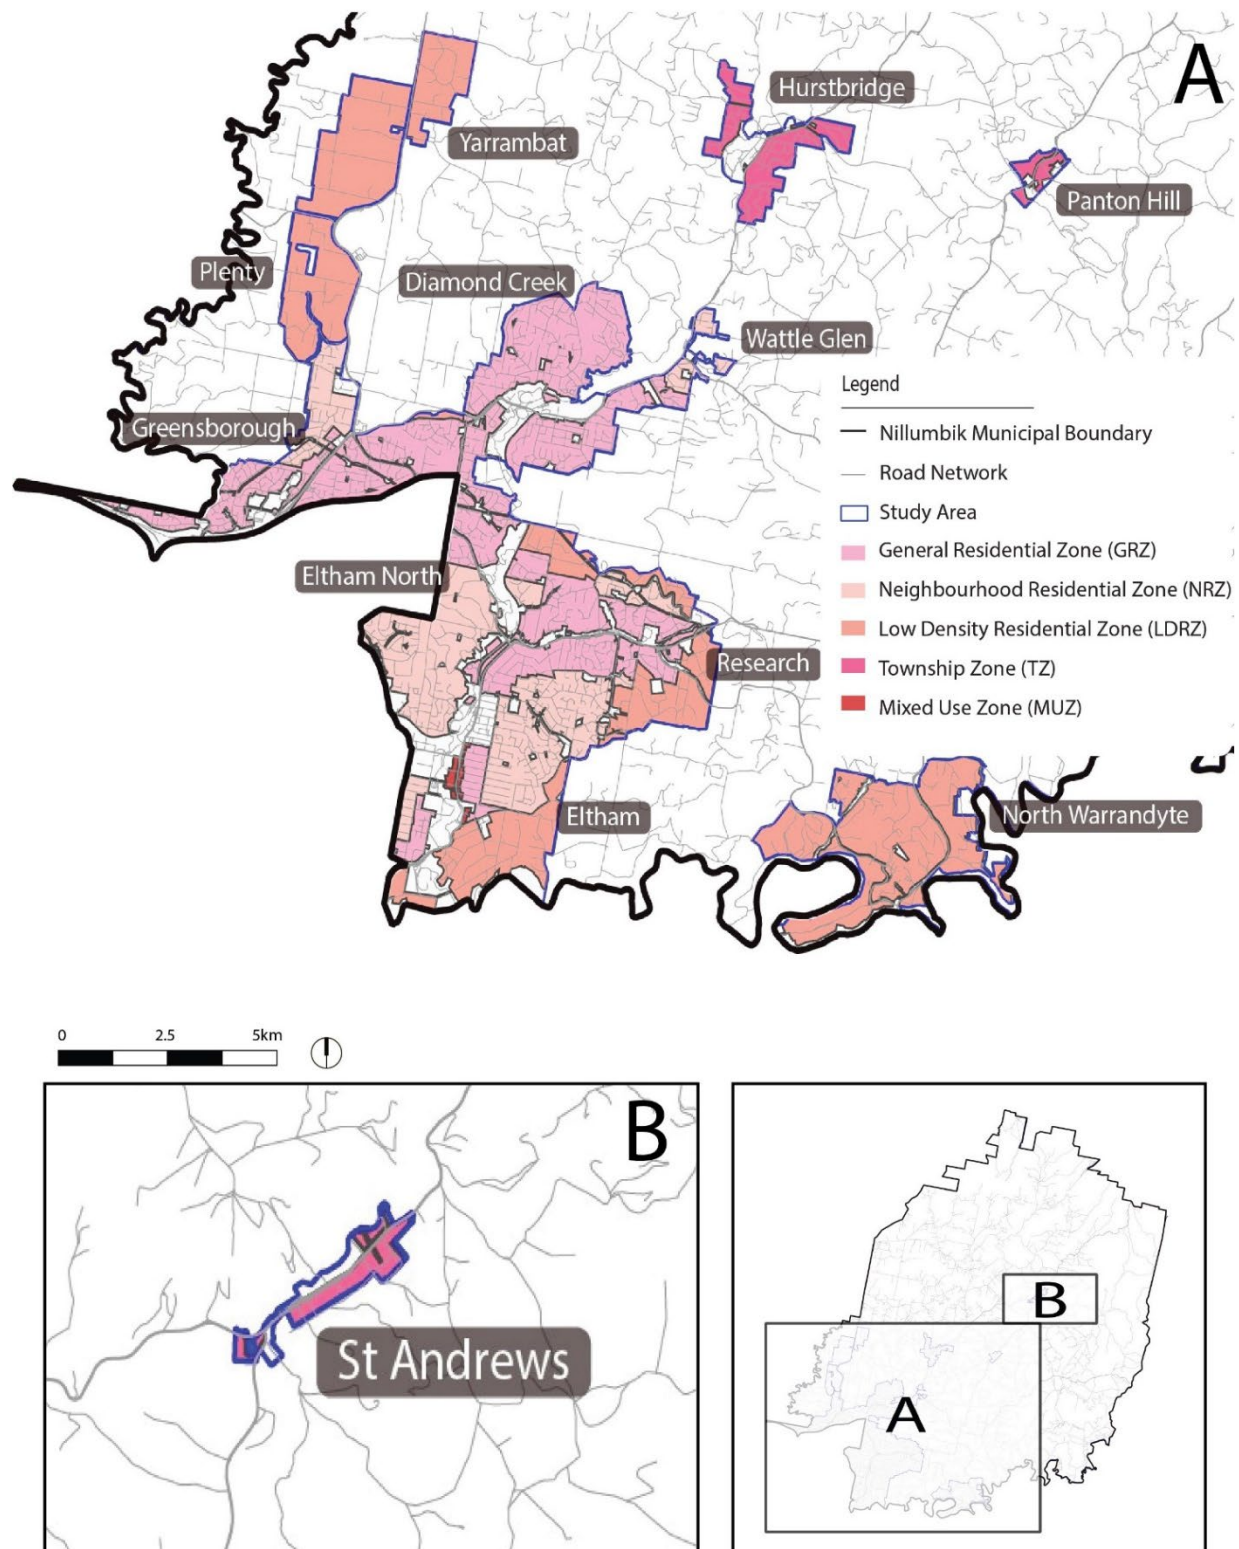 A
Hurstbridge
Yarrambat
Panton Hill
Plenty
Diamond Creek
Wattle Glen
Greensborough
Eltham North
Research
Eltham
North Warrandyte
Legend
Nillumbik Municipal Boundary
Road Network
Study Area
General Residential Zone (GRZ)
Neighbourhood Residential Zone (NRZ)
Low Density Residential Zone (LDRZ)
Township Zone (TZ)
Mixed Use Zone (MUZ)
0 2.5 5km
B
St Andrews
B
A